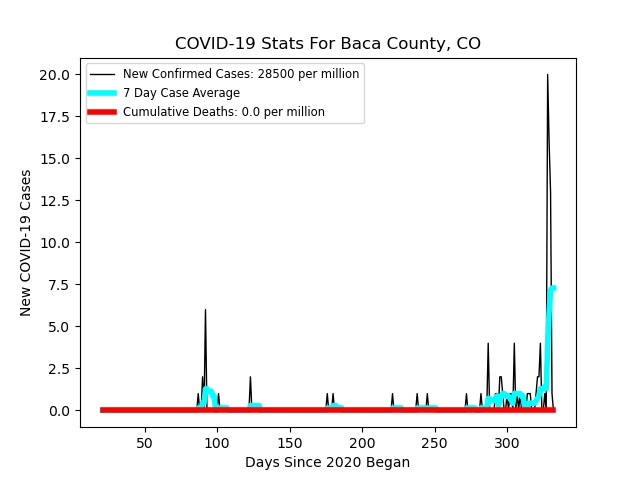 COVID-19 Stats For Baca County, CO
New Confirmed Cases: 28500 per million
7 Day Case Average
Cumulative Deaths: 0.0 per million
New COVID-19 Cases
20.0
17.5
15.0
12.5
10.0
7.5
5.0
2.5
0.0
50 100 150 200 250 300
Days Since 2020 Began